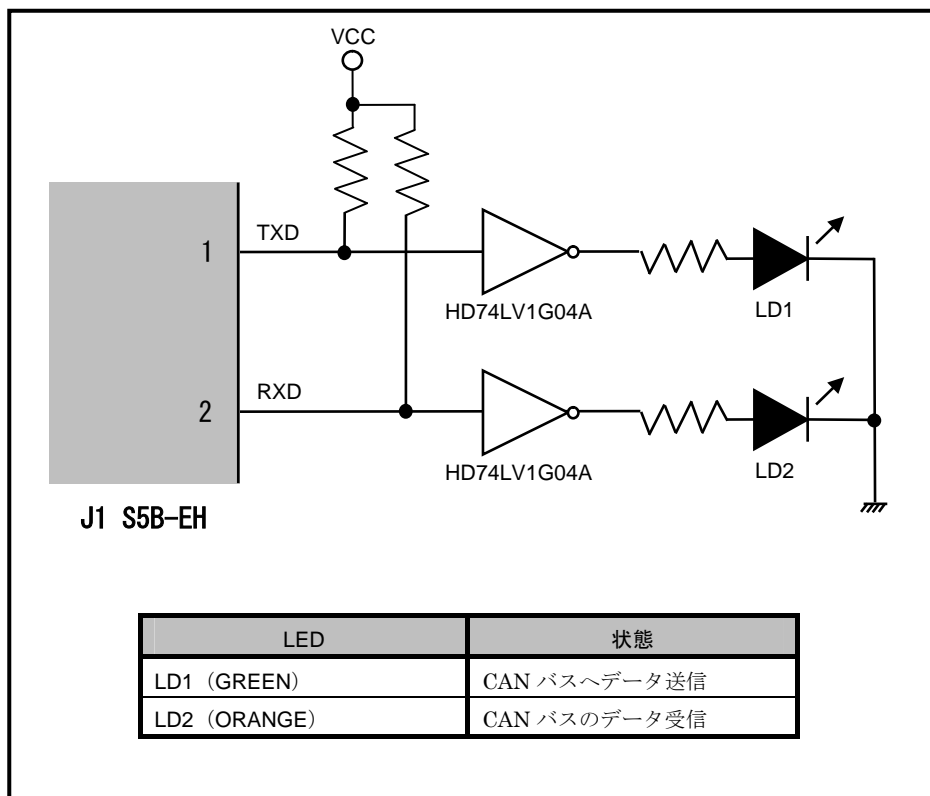 VCC
1
TXD
HD74LV1G04A
LD1
2
RXD
HD74LV1G04A
LD2
J1 S5B-EH
LED 状態
LD1（GREEN） CAN バスへデータ送信
LD2（ORANGE） CAN バスのデータ受信